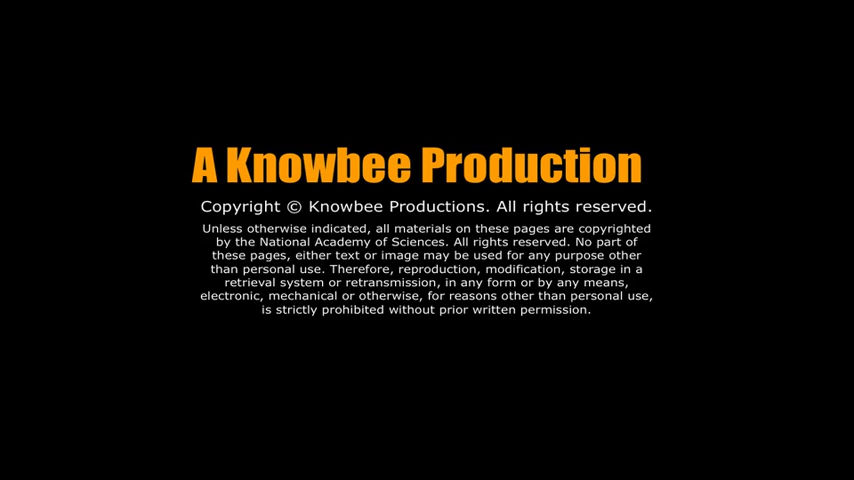 A Knowbee Production
Copyright © Knowbee Productions. All rights reserved.
Unless otherwise indicated, all materials on these pages are copyrighted
by the National Academy of Sciences. All rights reserved. No part of
these pages, either text or image may be used for any purpose other
than personal use. Therefore, reproduction, modification, storage in a
retrieval system or retransmission, in any form or by any means,
electronic, mechanical or otherwise, for reasons other than personal use,
is strictly prohibited without prior written permission.